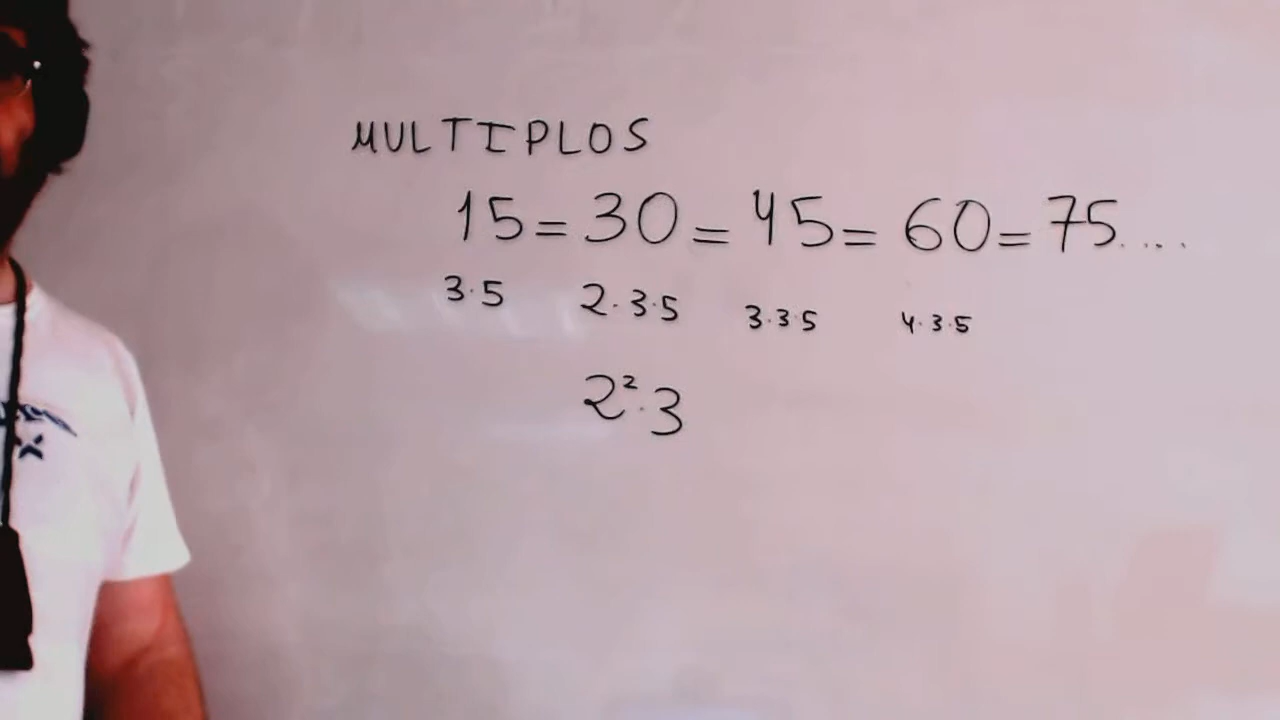 MULTIPLOS
15 = 30 = 45 = 60 = 75....
3·5 2·3·5 3·3·5 4·3·5
2²·3